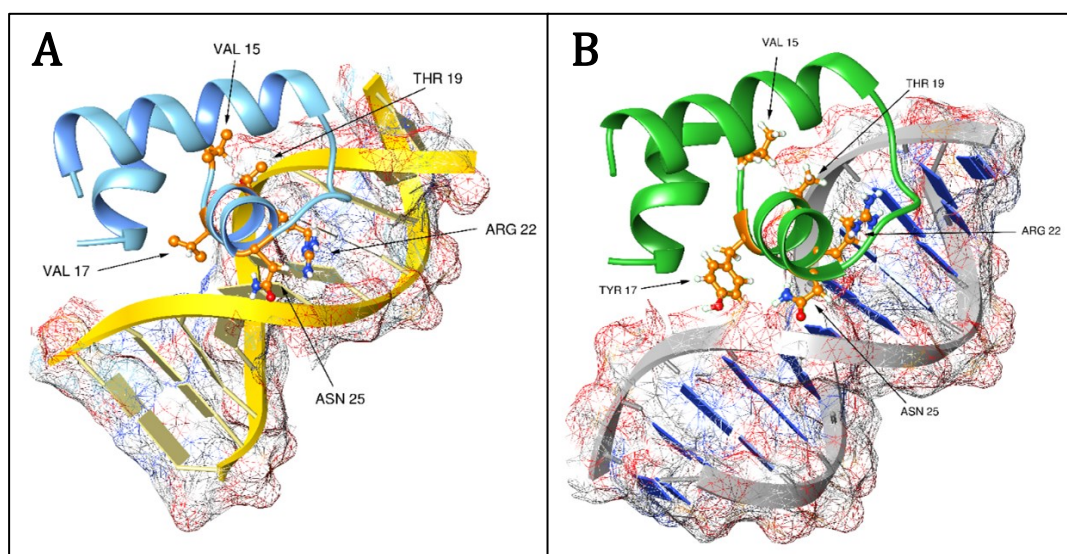 A
VAL 15
THR 19
ARG 22
VAL 17
ASN 25
B
VAL 15
THR 19
ARG 22
TYR 17
ASN 25